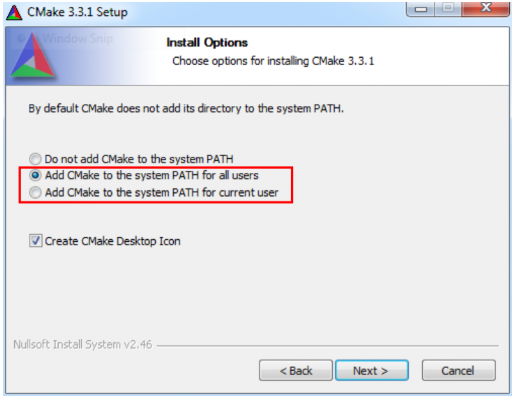 CMake 3.3.1 Setup
Window Snip
Install Options
Choose options for installing CMake 3.3.1
By default CMake does not add its directory to the system PATH.
Do not add CMake to the system PATH
Add CMake to the system PATH for all users
Add CMake to the system PATH for current user
Create CMake Desktop Icon
Nullsoft Install System v2.46
< Back
Next >
Cancel